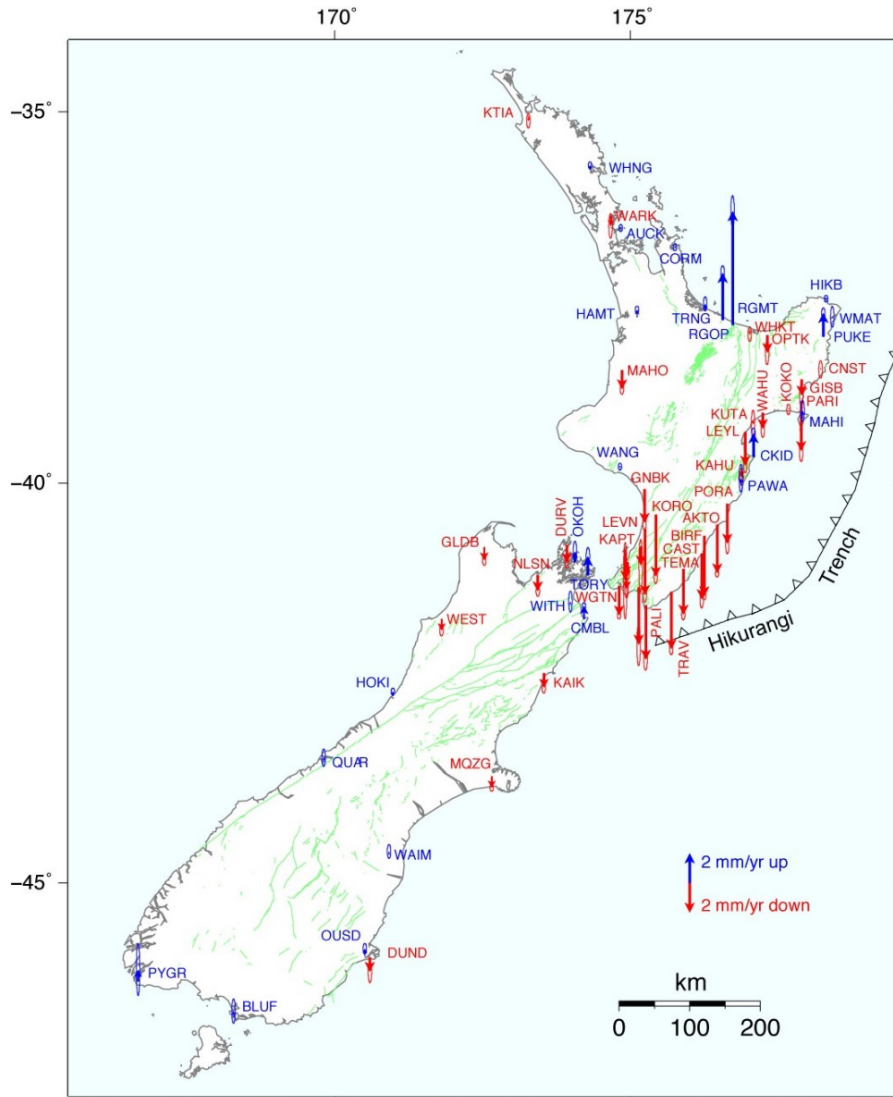 170° 175°
−35°
KTIA
WHNG
WARK
AUCK
CORM
HAMT
TRNG
RGOP
RGMT
HIKB
WMAT
PUKE
WHKT
OPTK
MAHO
WAHU
KOKO
CNST
GISB
PARI
MAHI
KUTA
LEYL
WANG
CKID
−40°
KAHU
GNBK
PAWA
PORA
KORO
DURV
OKOH
LEVN
AKTO
KAPT
BIRF
CAST
TEMA
GLDB
NLSN
TORY
WITH
WGTN
CMBL
WEST
PALI
TRAV
Hikurangi
Trench
HOKI
KAIK
QUAR
MQZG
WAIM
−45°
2 mm/yr up
2 mm/yr down
OUSD
DUND
PYGR
BLUF
km
0 100 200